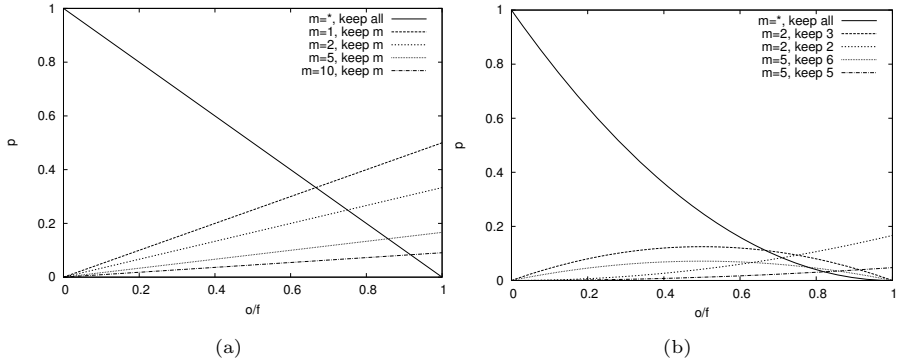 1
0.8
0.6
0.4
0.2
0
p
m=*, keep all
m=1, keep m
m=2, keep m
m=5, keep m
m=10, keep m
0 0.2 0.4 0.6 0.8 1
o/f
(a)
1
0.8
0.6
0.4
0.2
0
p
m=*, keep all
m=2, keep 3
m=2, keep 2
m=5, keep 6
m=5, keep 5
0 0.2 0.4 0.6 0.8 1
o/f
(b)